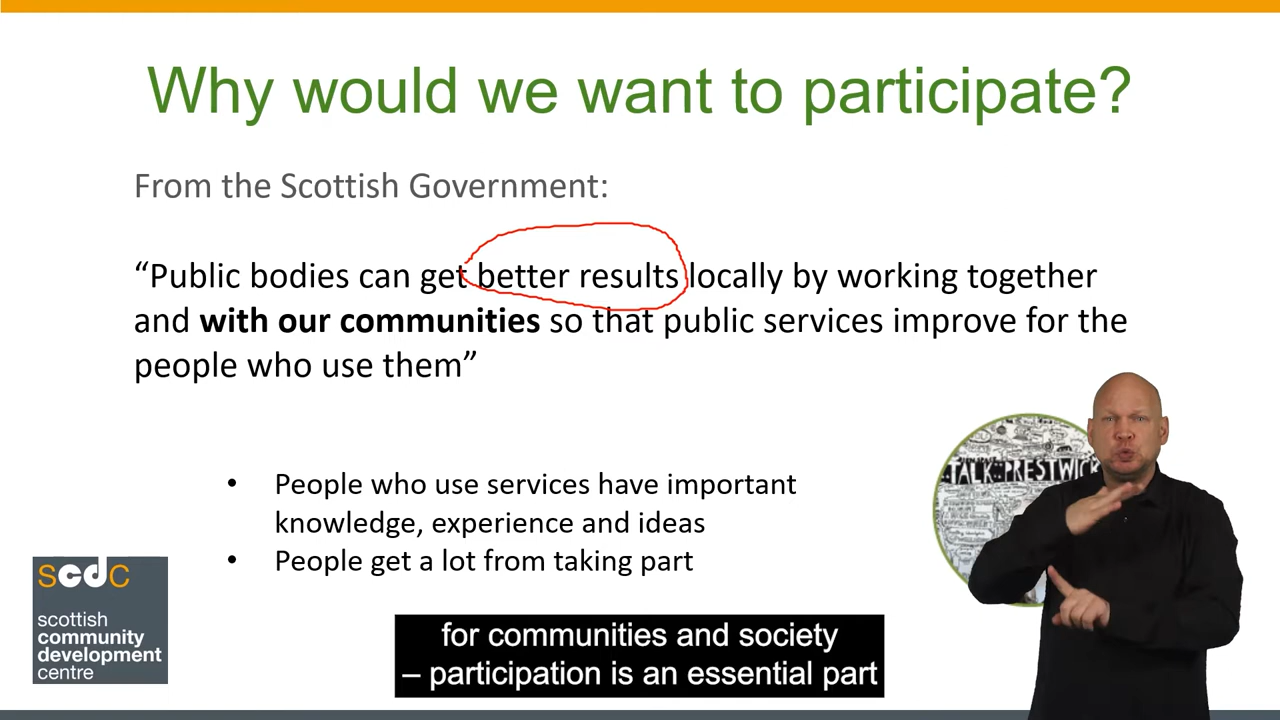 Why would we want to participate?
From the Scottish Government:
“Public bodies can get better results locally by working together
and with our communities so that public services improve for the
people who use them”
• People who use services have important
knowledge, experience and ideas
• People get a lot from taking part
TALK PRESTWICK
scdc
scottish
community
development
centre
for communities and society
– participation is an essential part